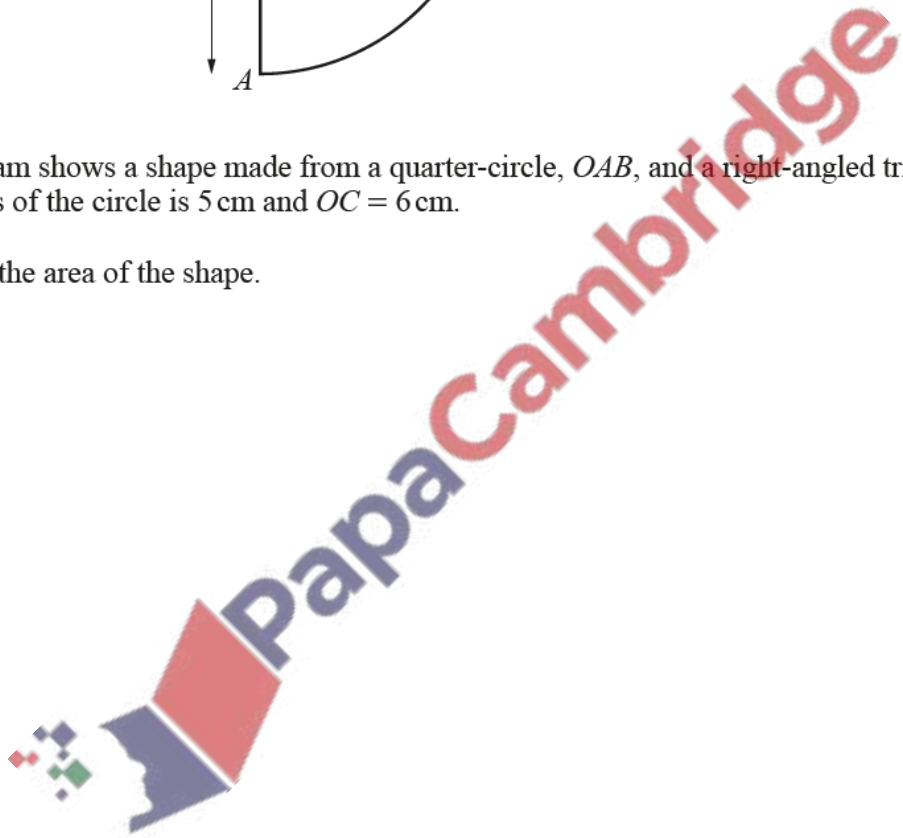 A
am shows a shape made from a quarter-circle, OAB, and a right-angled tr
s of the circle is 5 cm and OC = 6 cm.
the area of the shape.
PapaCambridge